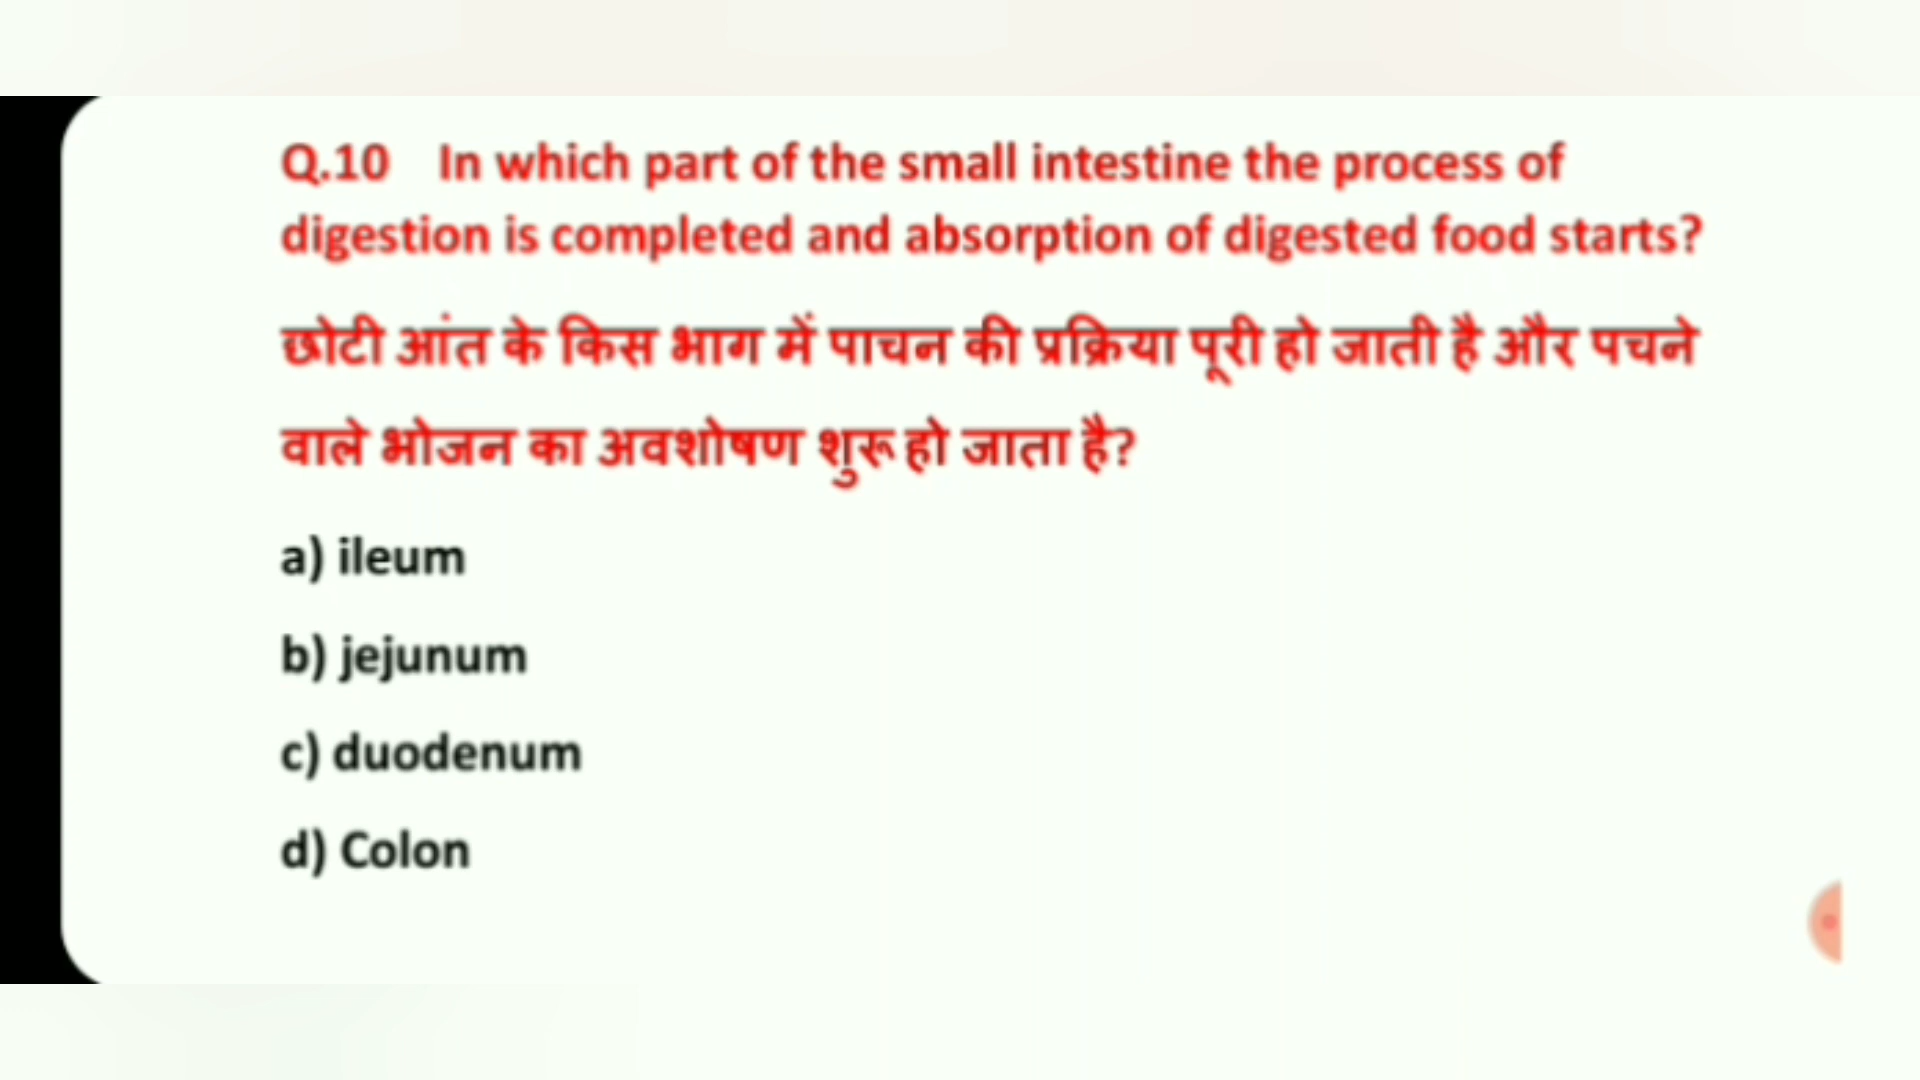 Q.10 In which part of the small intestine the process of
digestion is completed and absorption of digested food starts?
छोटी आंत के किस भाग में पाचन की प्रक्रिया पूरी हो जाती है और पचने
वाले भोजन का अवशोषण शुरू हो जाता है?
a) ileum
b) jejunum
c) duodenum
d) Colon